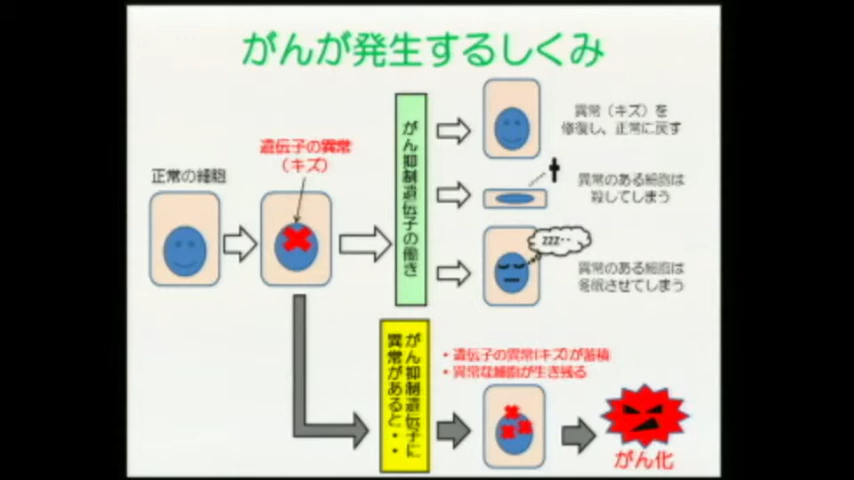 がんが発生するしくみ
正常の細胞
遺伝子の異常
（キズ）
がん抑制遺伝子の働き
異常（キズ）を
修復し、正常に戻す
異常のある細胞は
殺してしまう
zzz・・
異常のある細胞は
冬眠させてしまう
がん抑制遺伝子に
異常があると・・
・遺伝子の異常(キズ)が蓄積
・異常な細胞が生き残る
がん化